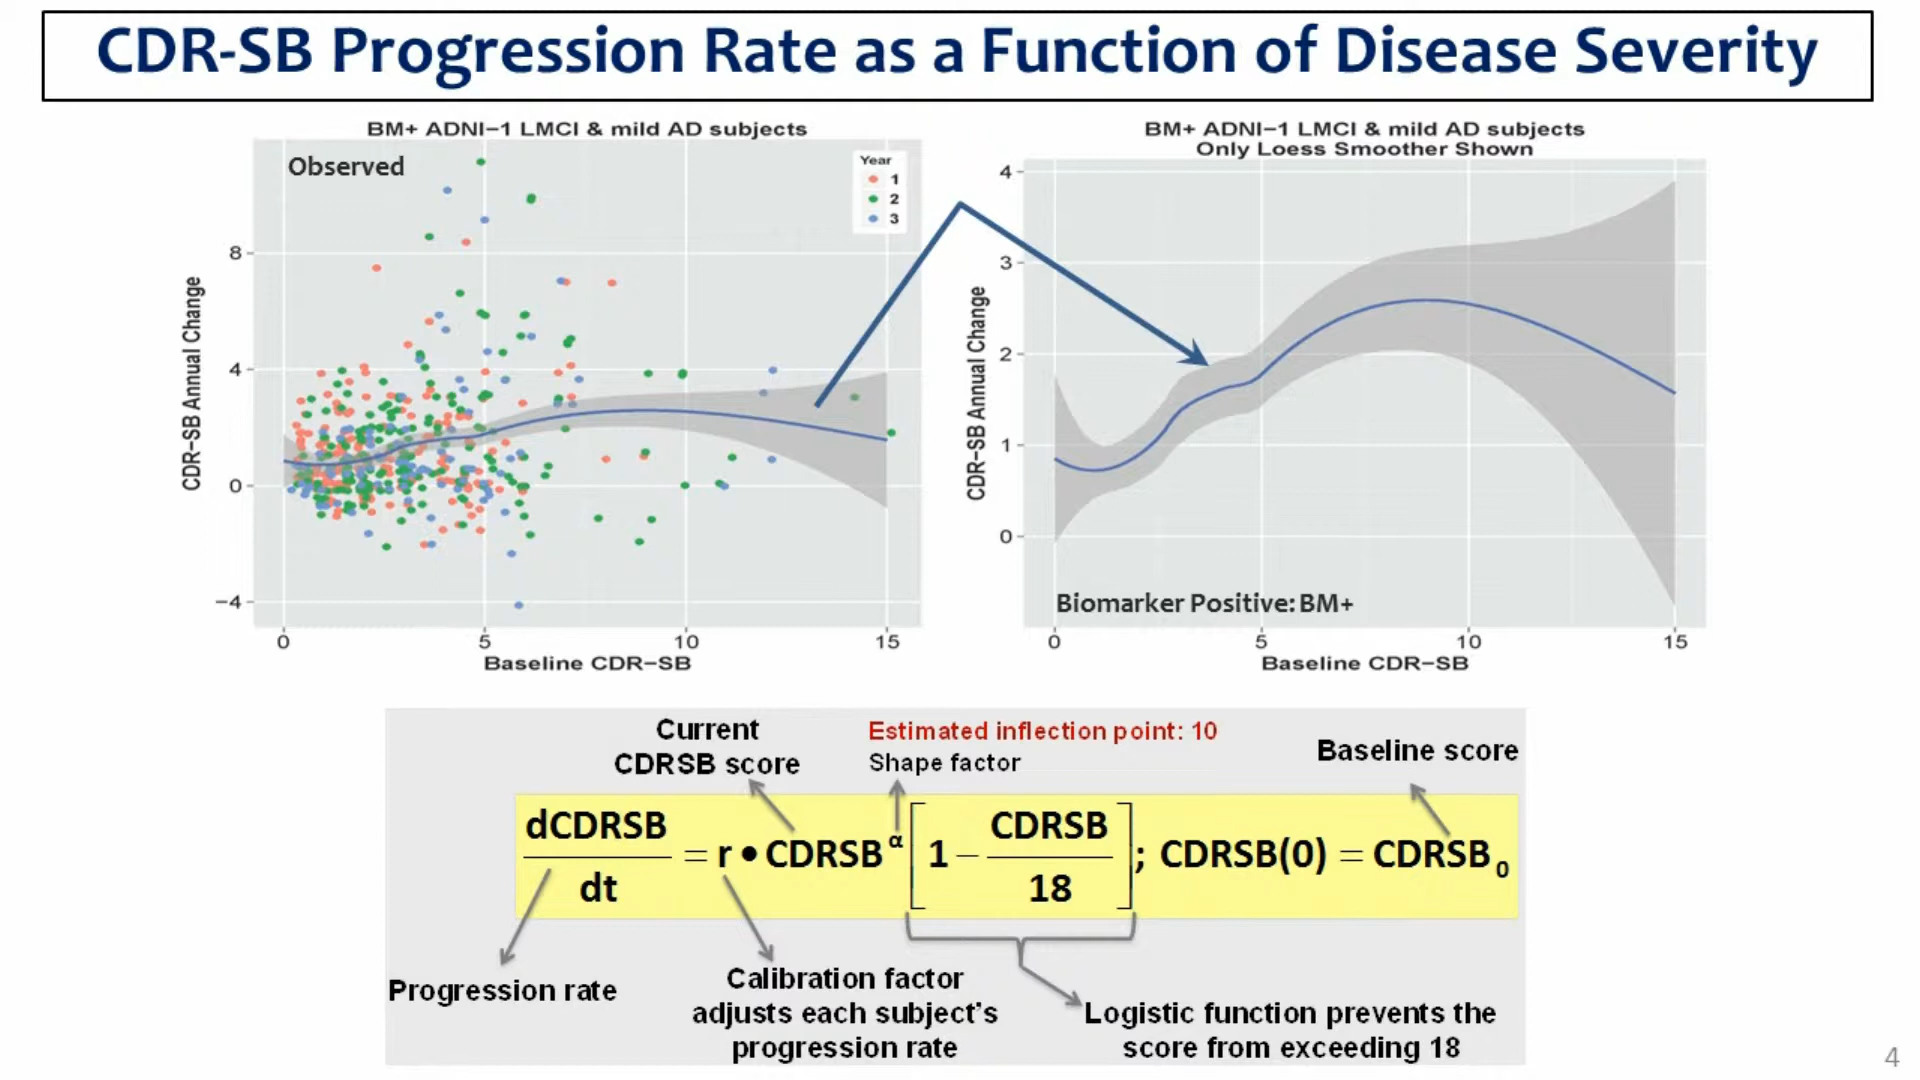 CDR-SB Progression Rate as a Function of Disease Severity
BM+ ADNI−1 LMCI & mild AD subjects
Observed
Year
1
2
3
8
4
0
−4
CDR−SB Annual Change
0 5 10 15
Baseline CDR−SB
BM+ ADNI−1 LMCI & mild AD subjects
Only Loess Smoother Shown
4
3
2
1
0
CDR−SB Annual Change
Biomarker Positive: BM+
0 5 10 15
Baseline CDR−SB
Current
CDRSB score
Estimated inflection point: 10
Shape factor
Baseline score
dCDRSB/dt = r • CDRSB^α [1 − CDRSB/18]; CDRSB(0) = CDRSB₀
Progression rate
Calibration factor
adjusts each subject's
progression rate
Logistic function prevents the
score from exceeding 18
4